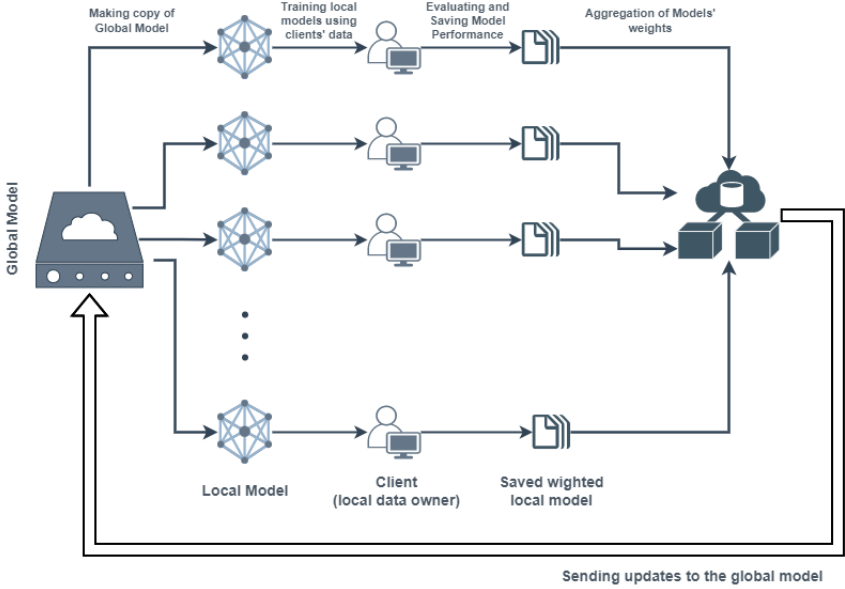 Making copy of
Global Model
Training local
models using
clients' data
Evaluating and
Saving Model
Performance
Aggregation of Models'
weights
Global Model
Local Model
Client
(local data owner)
Saved wighted
local model
Sending updates to the global model